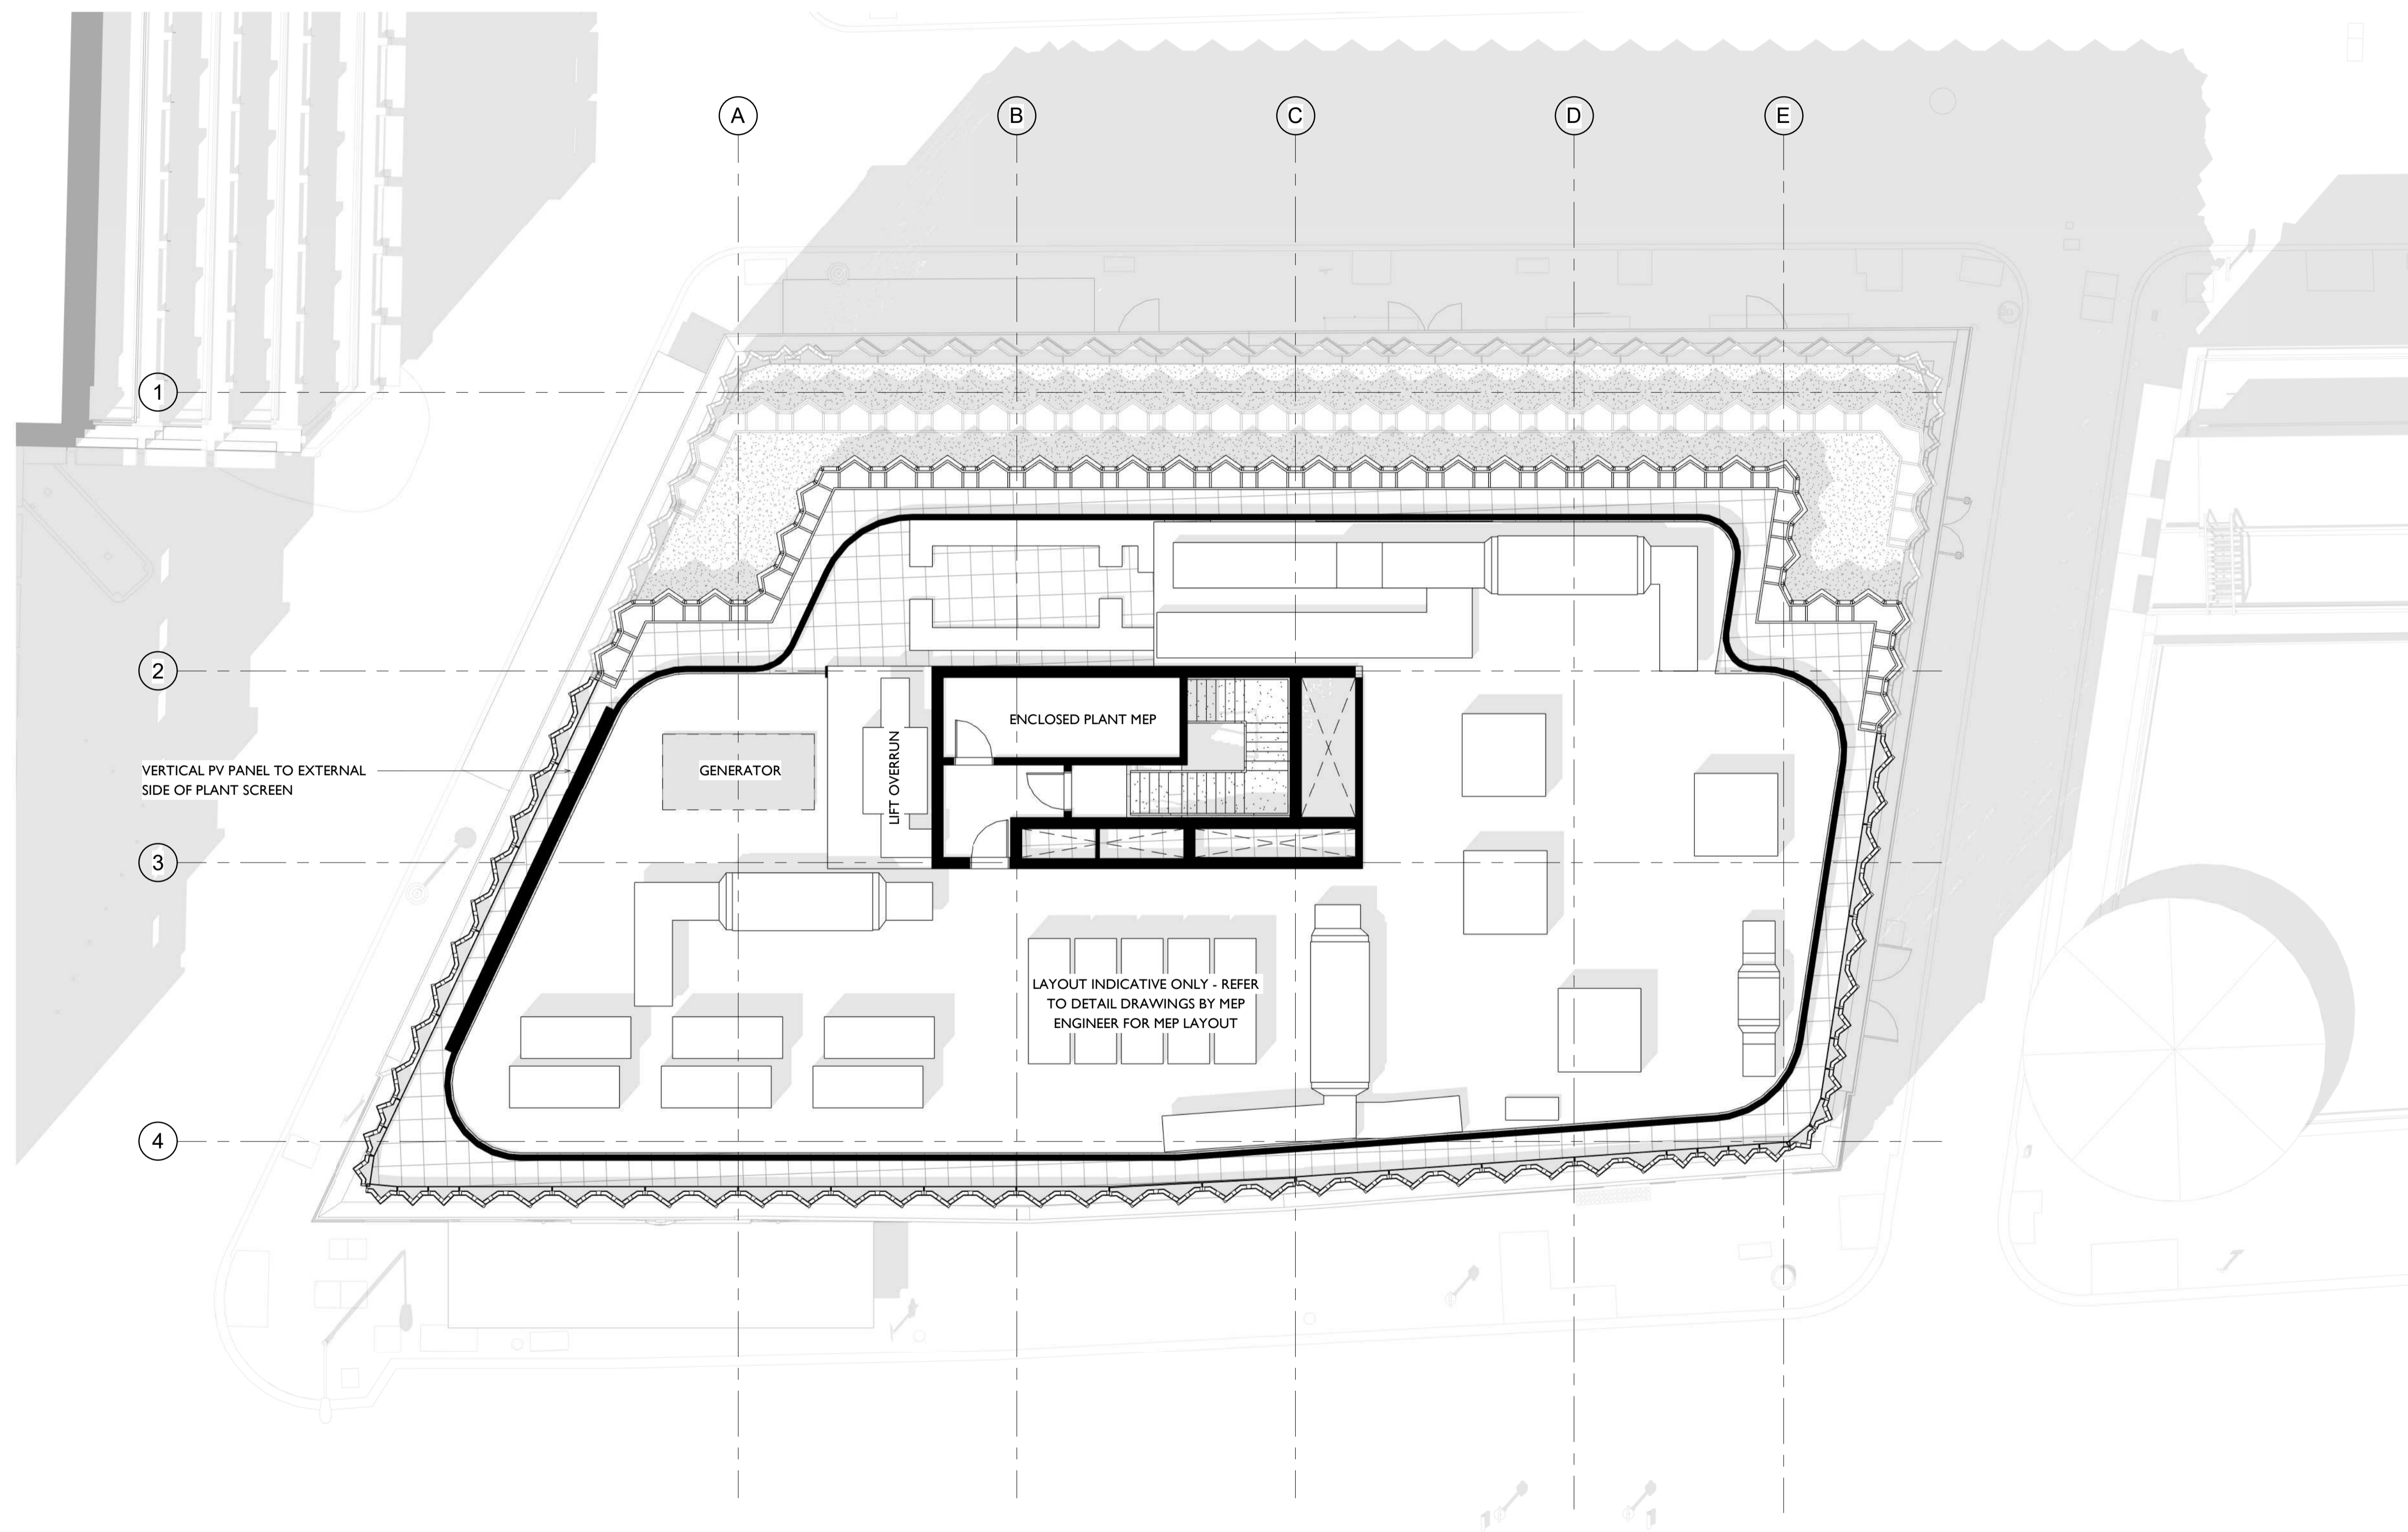 A
B
C
D
E
1
2
ENCLOSED PLANT MEP
LIFT OVERRUN
GENERATOR
VERTICAL PV PANEL TO EXTERNAL
SIDE OF PLANT SCREEN
3
LAYOUT INDICATIVE ONLY - REFER
TO DETAIL DRAWINGS BY MEP
ENGINEER FOR MEP LAYOUT
4